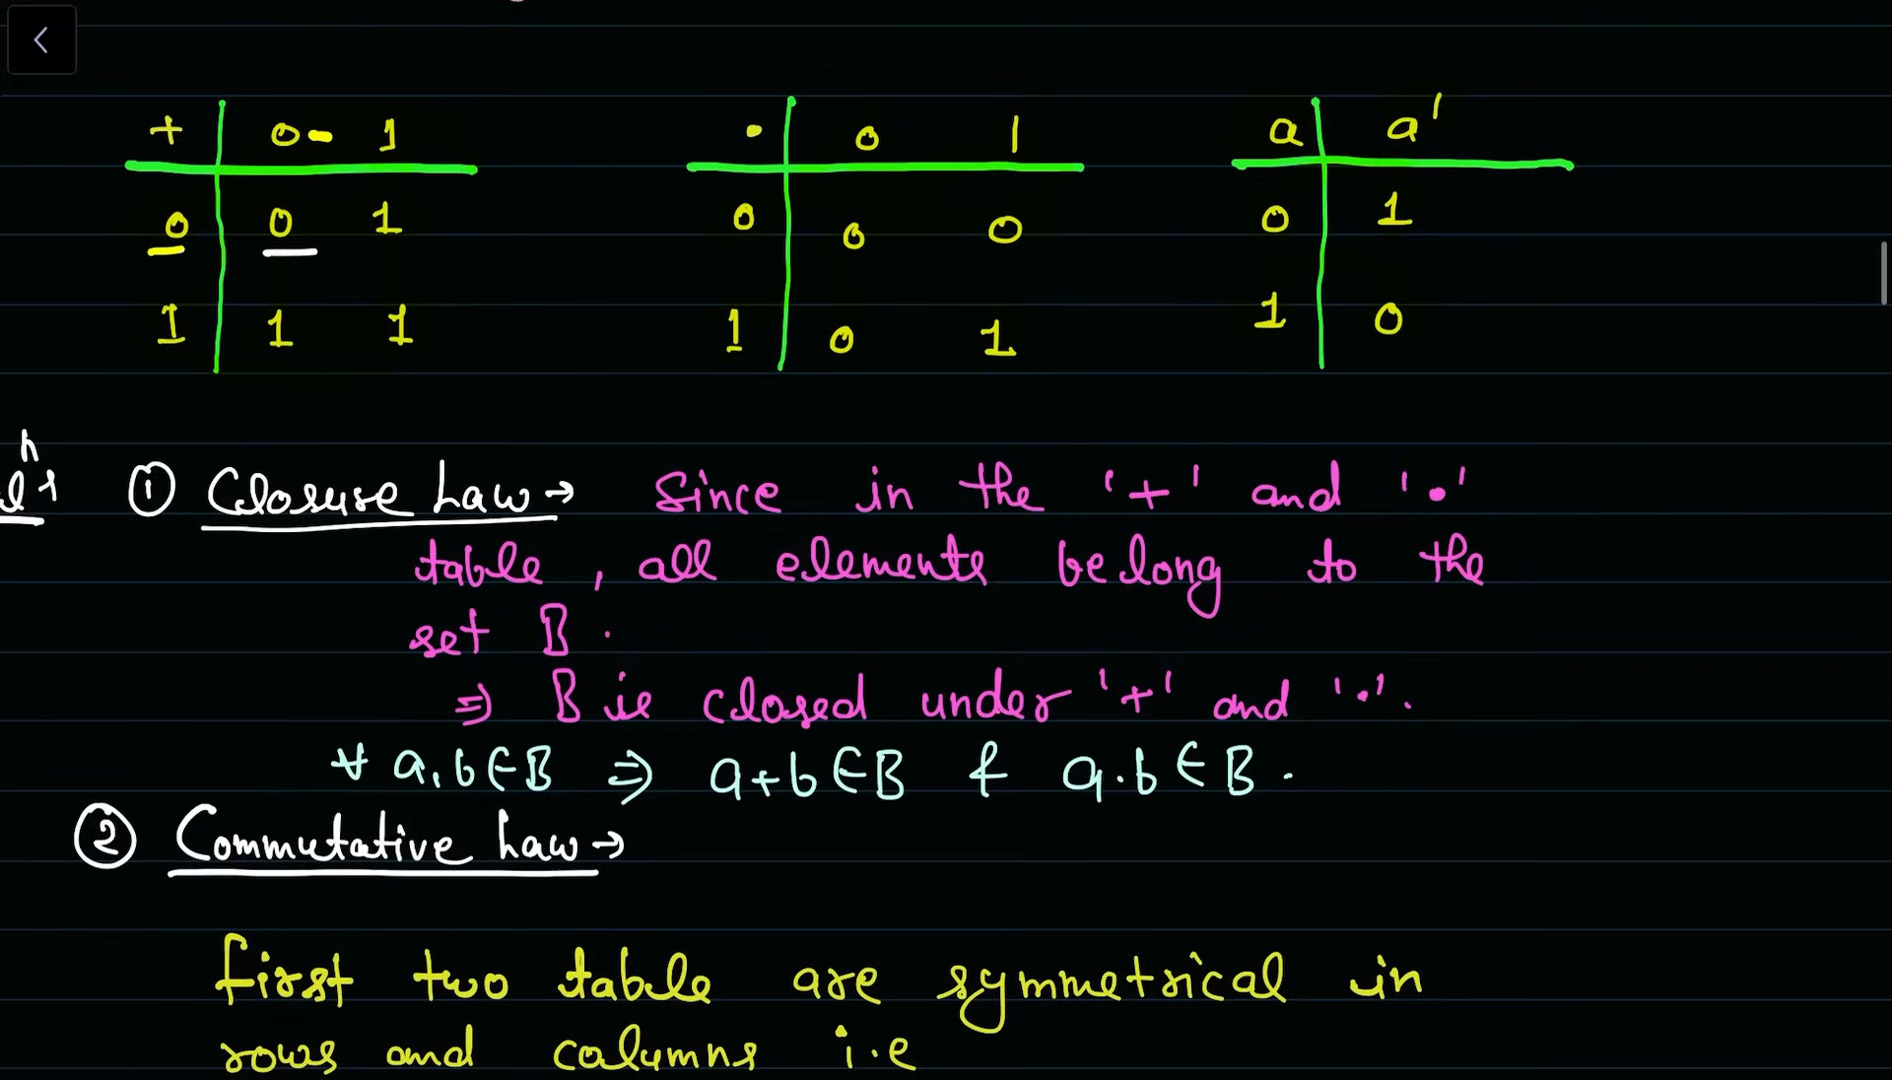 + 0 1 . 0 1 a a'
0 0 1 0 0 0 0 1
1 1 1 1 0 1 1 0
① Closure Law → Since in the '+' and '•'
table, all elements belong to the
set B.
⇒ B is closed under '+' and '•'.
∀ a, b ∈ B ⇒ a+b ∈ B & a.b ∈ B.
② Commutative Law →
first two table are symmetrical in
rows and columns i.e